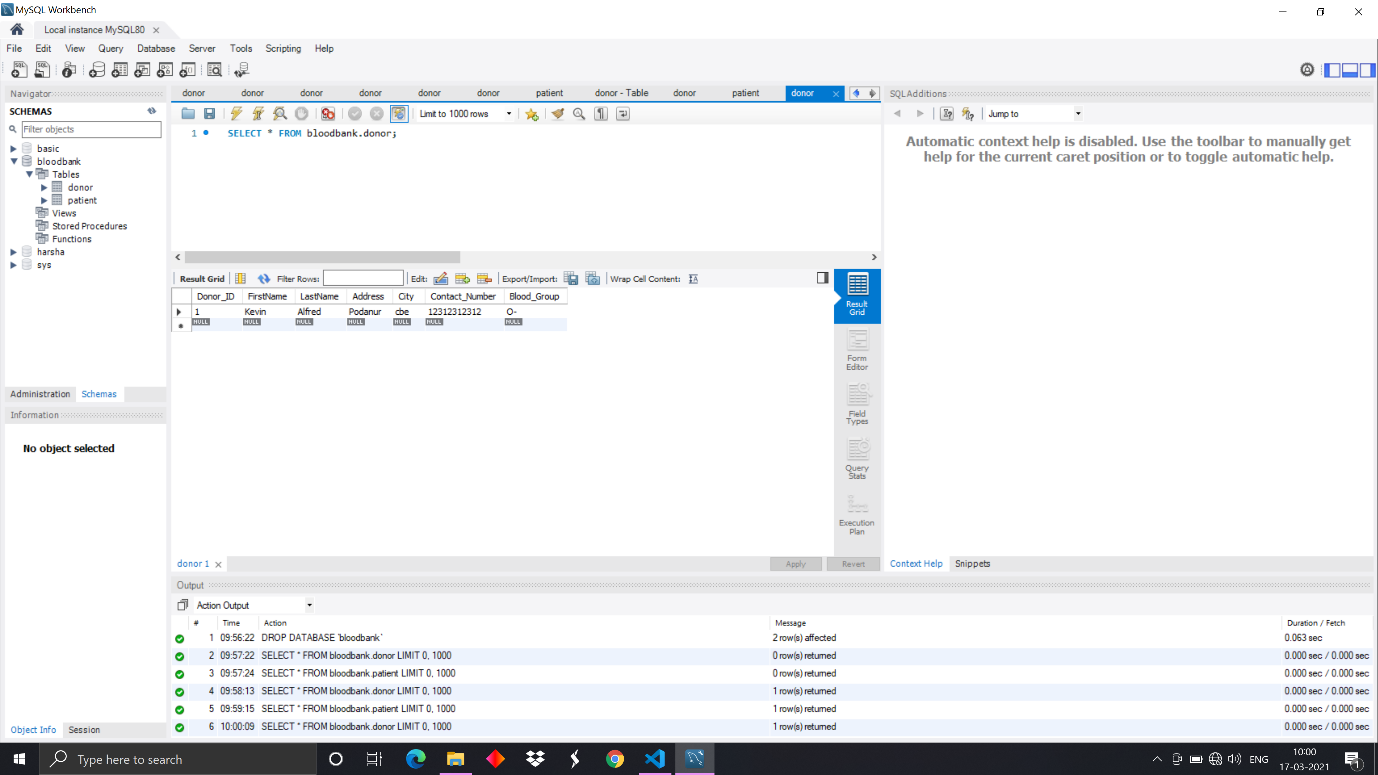 MySQL Workbench
Local instance MySQL80
File Edit View Query Database Server Tools Scripting Help
Navigator
SCHEMAS
Filter objects
basic
bloodbank
Tables
donor
patient
Views
Stored Procedures
Functions
harsha
sys
Administration Schemas
Information
No object selected
Object Info Session
donor donor donor donor donor donor patient donor - Table donor patient donor
Limit to 1000 rows
1 SELECT * FROM bloodbank.donor;
Result Grid Filter Rows: Edit: Export/Import: Wrap Cell Content:
Donor_ID FirstName LastName Address City Contact_Number Blood_Group
1 Kevin Alfred Podanur cbe 12312312312 O-
NULL NULL NULL NULL NULL NULL NULL
Result Grid
Form Editor
Field Types
Query Stats
Execution Plan
donor 1 Apply Revert
SQLAdditions
Jump to
Automatic context help is disabled. Use the toolbar to manually get
help for the current caret position or to toggle automatic help.
Context Help Snippets
Output
Action Output
# Time Action Message Duration / Fetch
1 09:56:22 DROP DATABASE `bloodbank` 2 row(s) affected 0.063 sec
2 09:57:22 SELECT * FROM bloodbank.donor LIMIT 0, 1000 0 row(s) returned 0.000 sec / 0.000 sec
3 09:57:24 SELECT * FROM bloodbank.patient LIMIT 0, 1000 0 row(s) returned 0.000 sec / 0.000 sec
4 09:58:13 SELECT * FROM bloodbank.donor LIMIT 0, 1000 1 row(s) returned 0.000 sec / 0.000 sec
5 09:59:15 SELECT * FROM bloodbank.patient LIMIT 0, 1000 1 row(s) returned 0.000 sec / 0.000 sec
6 10:00:09 SELECT * FROM bloodbank.donor LIMIT 0, 1000 1 row(s) returned 0.000 sec / 0.000 sec
Type here to search
ENG
10:00
17-03-2021
1